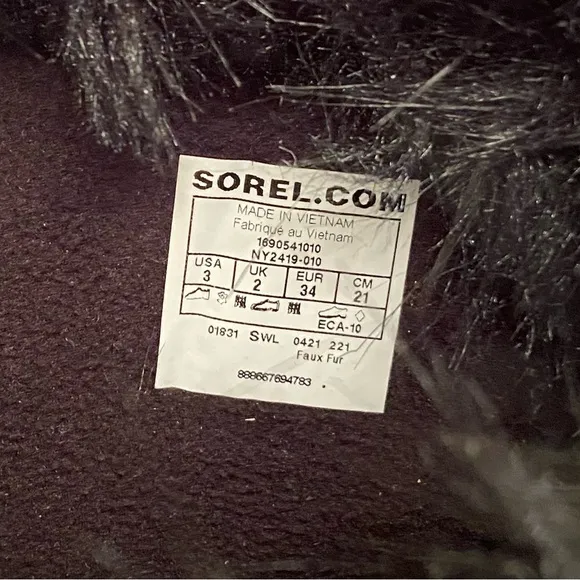 SOREL.COM
MADE IN VIETNAM
Fabriqué au Vietnam
1690541010
NY2419-010
USA UK EUR CM
3 2 34 21
ECA-10
01831 SWL 0421 221
Faux Fur
888667694783